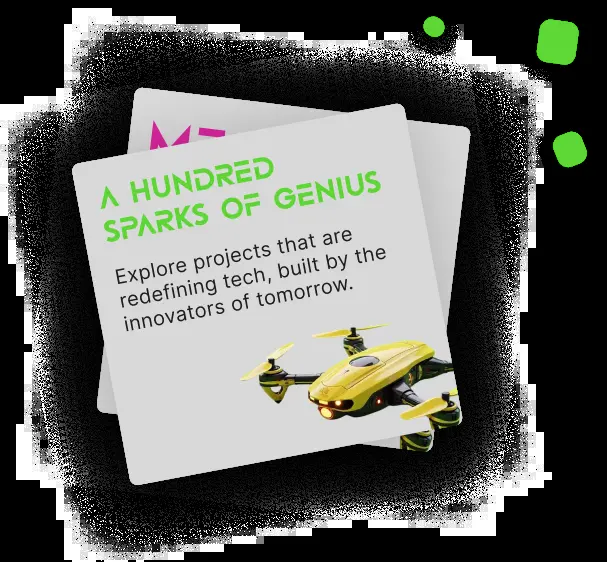 A HUNDRED
SPARKS OF GENIUS
Explore projects that are
redefining tech, built by the
innovators of tomorrow.